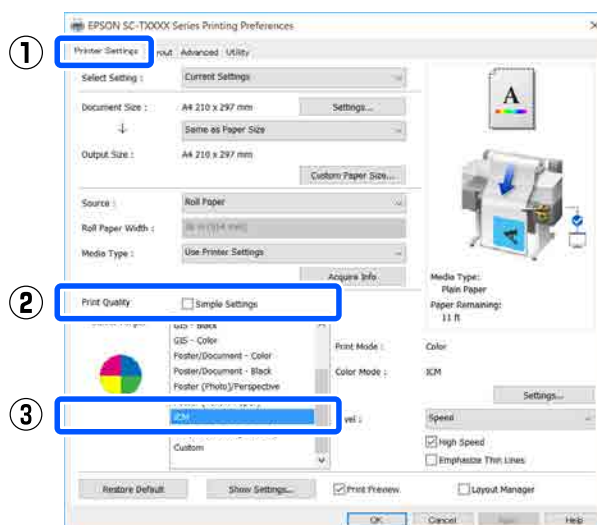 EPSON SC-TXXXX Series Printing Preferences
1
Printer Settings
out
Advanced
Utility
Select Setting :
Current Settings
Document Size :
A4 210 x 297 mm
Settings...
Same as Paper Size
Output Size :
A4 210 x 297 mm
Custom Paper Size...
A
Source :
Roll Paper
Roll Paper Width :
Media Type :
Use Printer Settings
Acquire Info
Media Type:
Plain Paper
Paper Remaining:
11 ft
2
Print Quality
Simple Settings
GIS - Black
GIS - Color
Poster/Document - Color
Poster/Document - Black
Poster (Photo)/Perspective
Print Mode :
Color
Color Mode :
ICM
Settings...
3
ICM
vel :
Speed
Custom
High Speed
Emphasize Thin Lines
Restore Default
Show Settings...
Print Preview
Layout Manager
OK
Cancel
Help